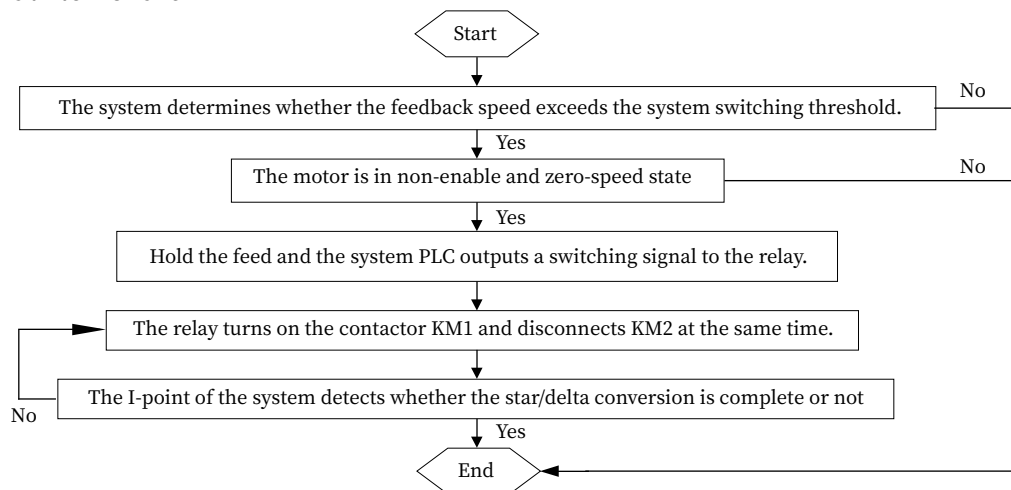 Start
The system determines whether the feedback speed exceeds the system switching threshold.
No
Yes
The motor is in non-enable and zero-speed state
No
Yes
Hold the feed and the system PLC outputs a switching signal to the relay.
The relay turns on the contactor KM1 and disconnects KM2 at the same time.
The I-point of the system detects whether the star/delta conversion is complete or not
No
Yes
End